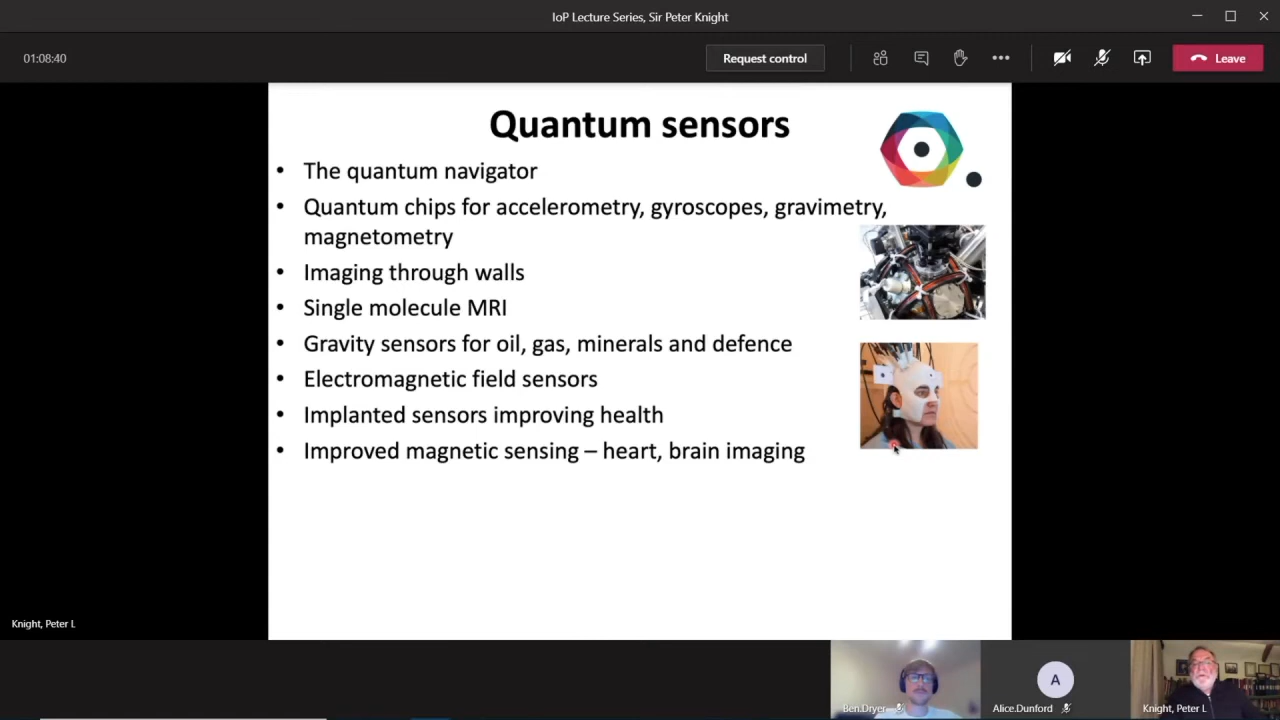 IoP Lecture Series, Sir Peter Knight
01:08:40
Request control
Leave
Quantum sensors
• The quantum navigator
• Quantum chips for accelerometry, gyroscopes, gravimetry,
magnetometry
• Imaging through walls
• Single molecule MRI
• Gravity sensors for oil, gas, minerals and defence
• Electromagnetic field sensors
• Implanted sensors improving health
• Improved magnetic sensing – heart, brain imaging
Knight, Peter L
A
Ben.Dryer
Alice.Dunford
Knight, Peter L